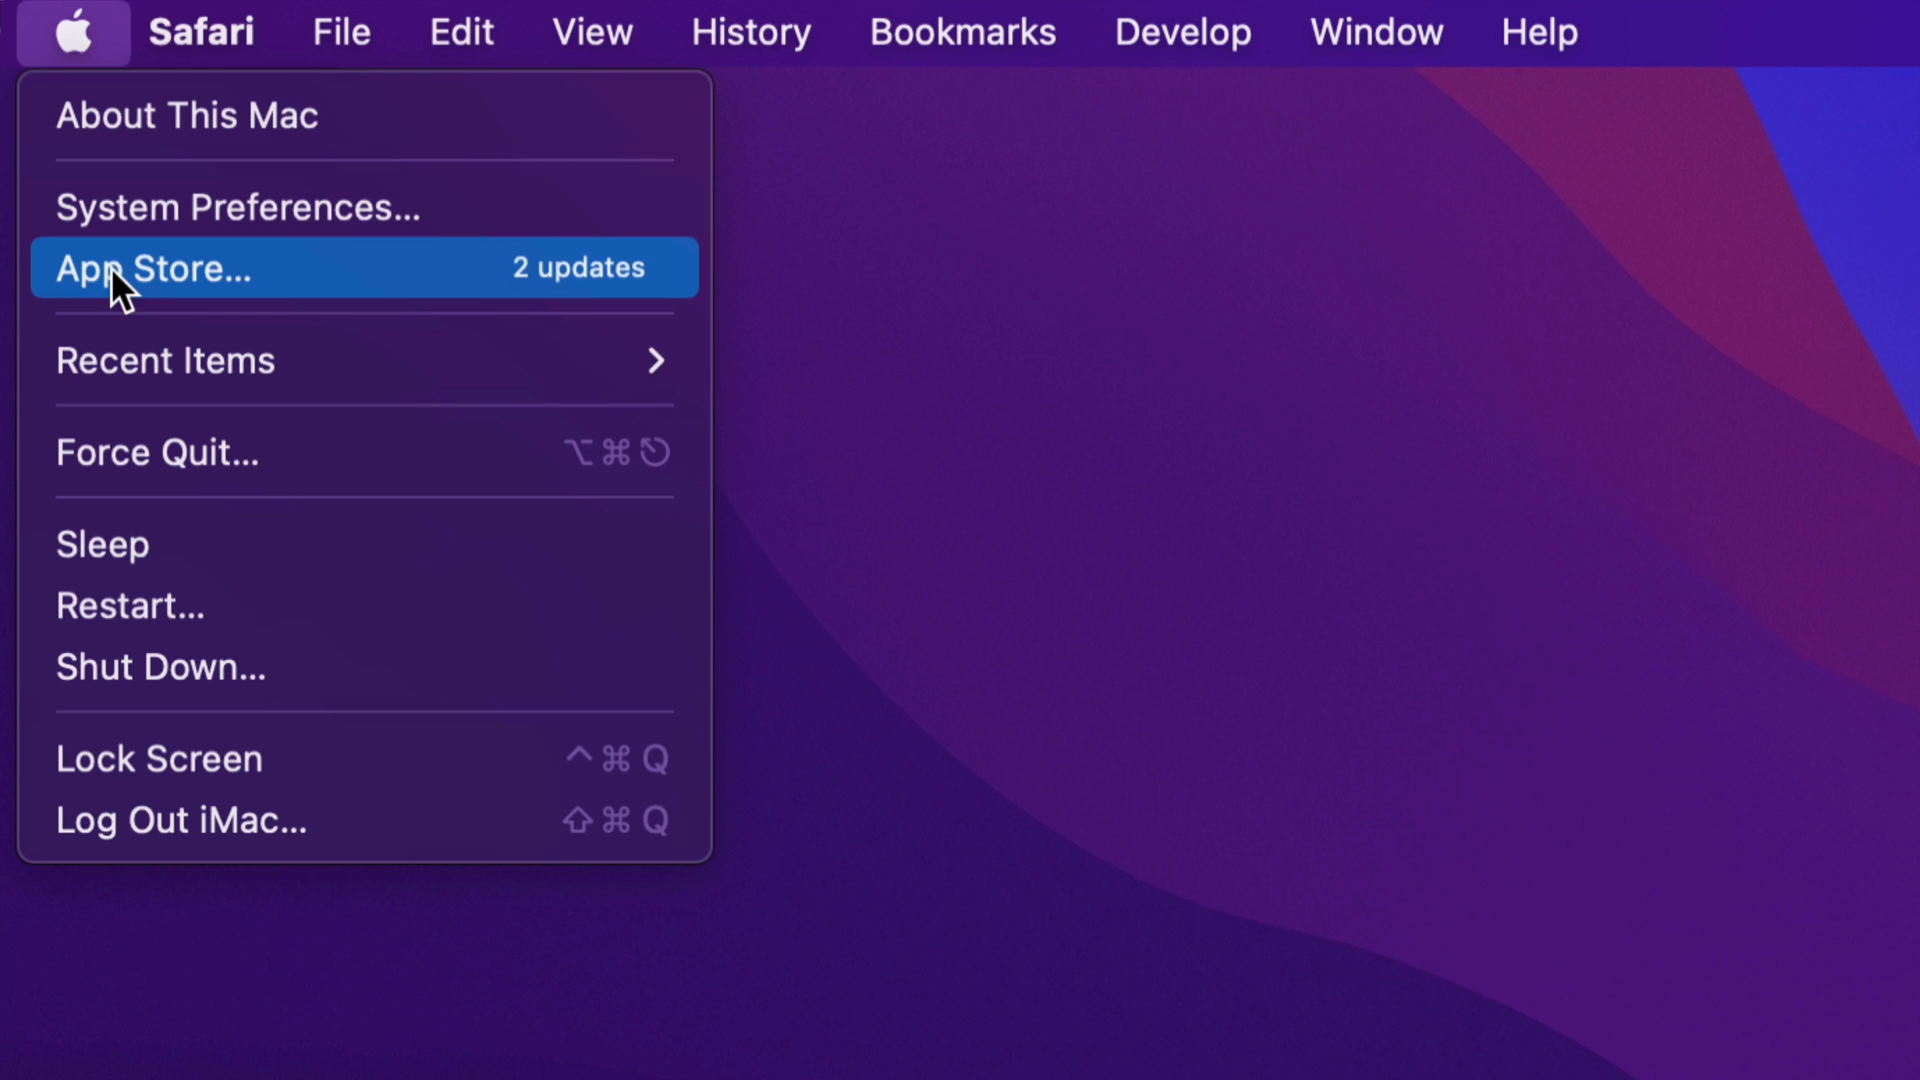 Safari File Edit View History Bookmarks Develop Window Help
About This Mac
System Preferences...
App Store... 2 updates
Recent Items
Force Quit... ⌥⌘⎋
Sleep
Restart...
Shut Down...
Lock Screen ^⌘Q
Log Out iMac... ⇧⌘Q